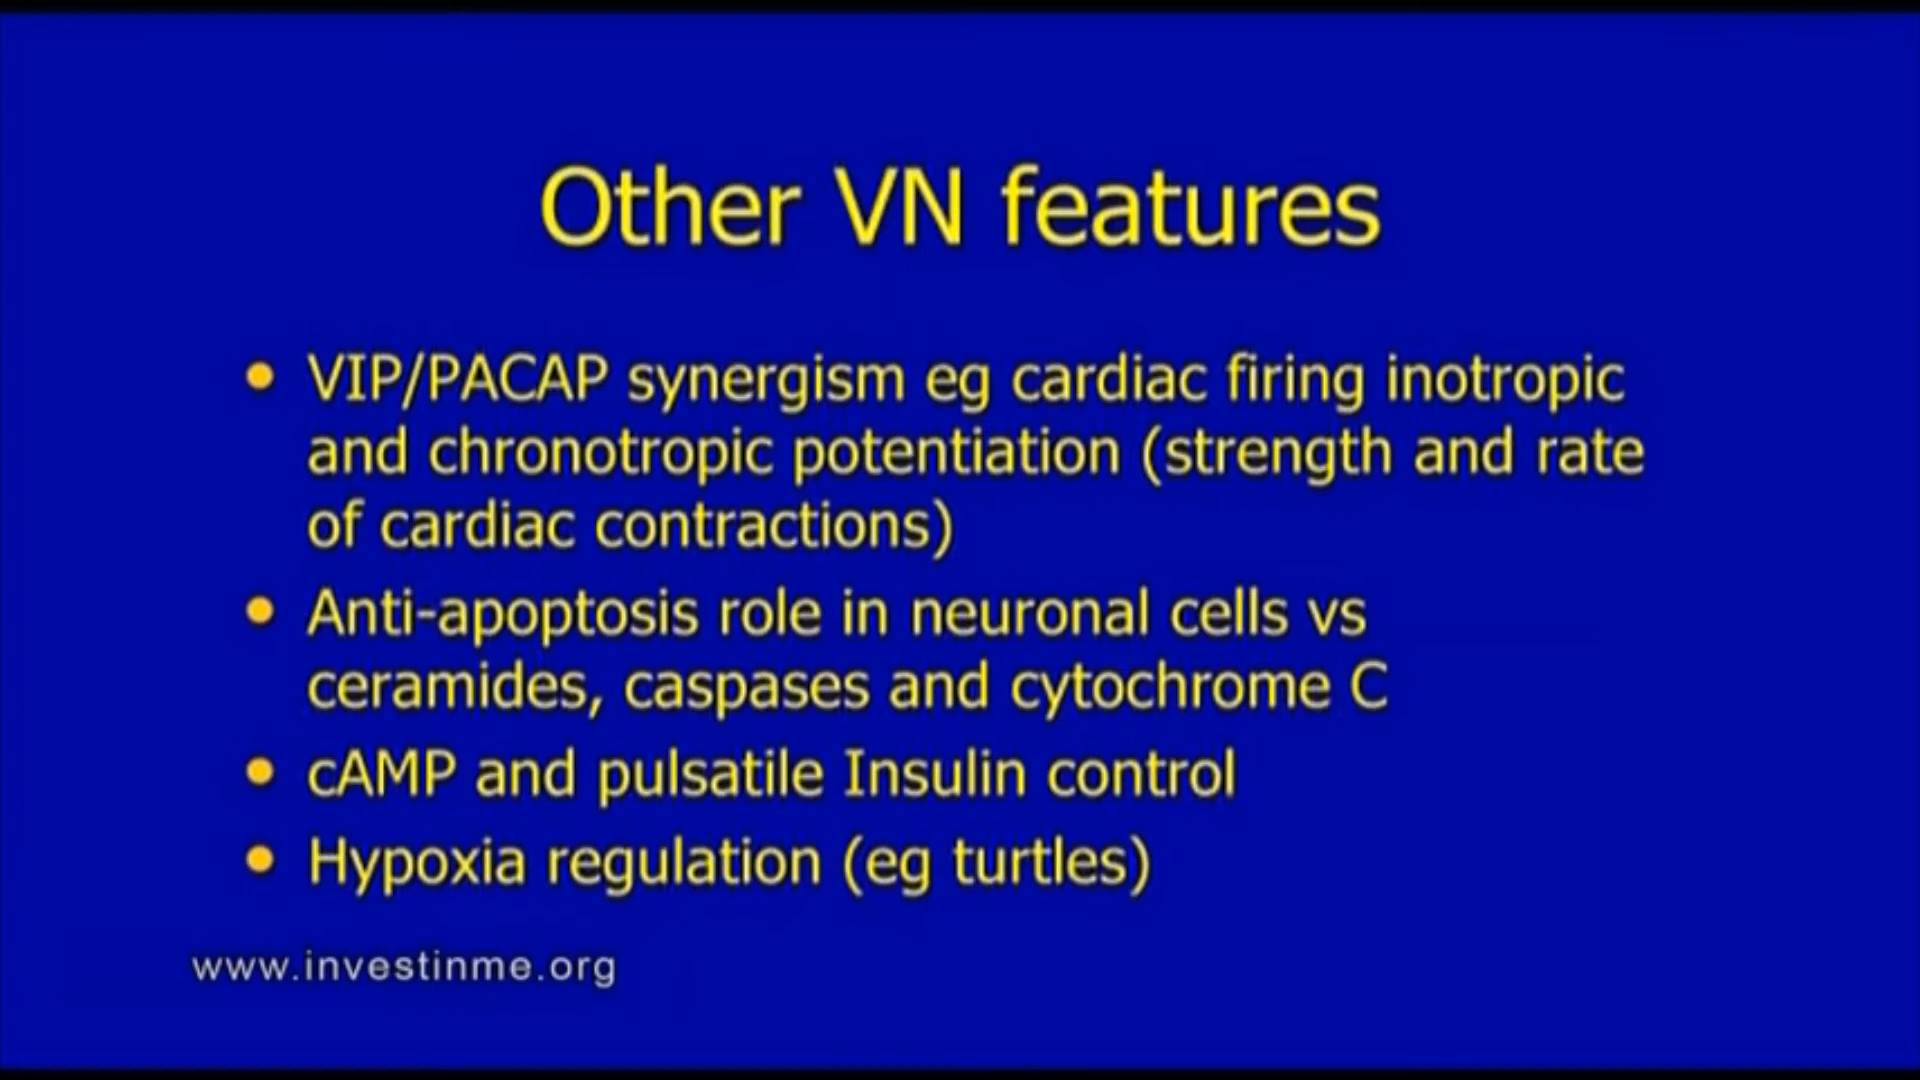 Other VN features
• VIP/PACAP synergism eg cardiac firing inotropic
and chronotropic potentiation (strength and rate
of cardiac contractions)
• Anti-apoptosis role in neuronal cells vs
ceramides, caspases and cytochrome C
• cAMP and pulsatile Insulin control
• Hypoxia regulation (eg turtles)
www.investinme.org